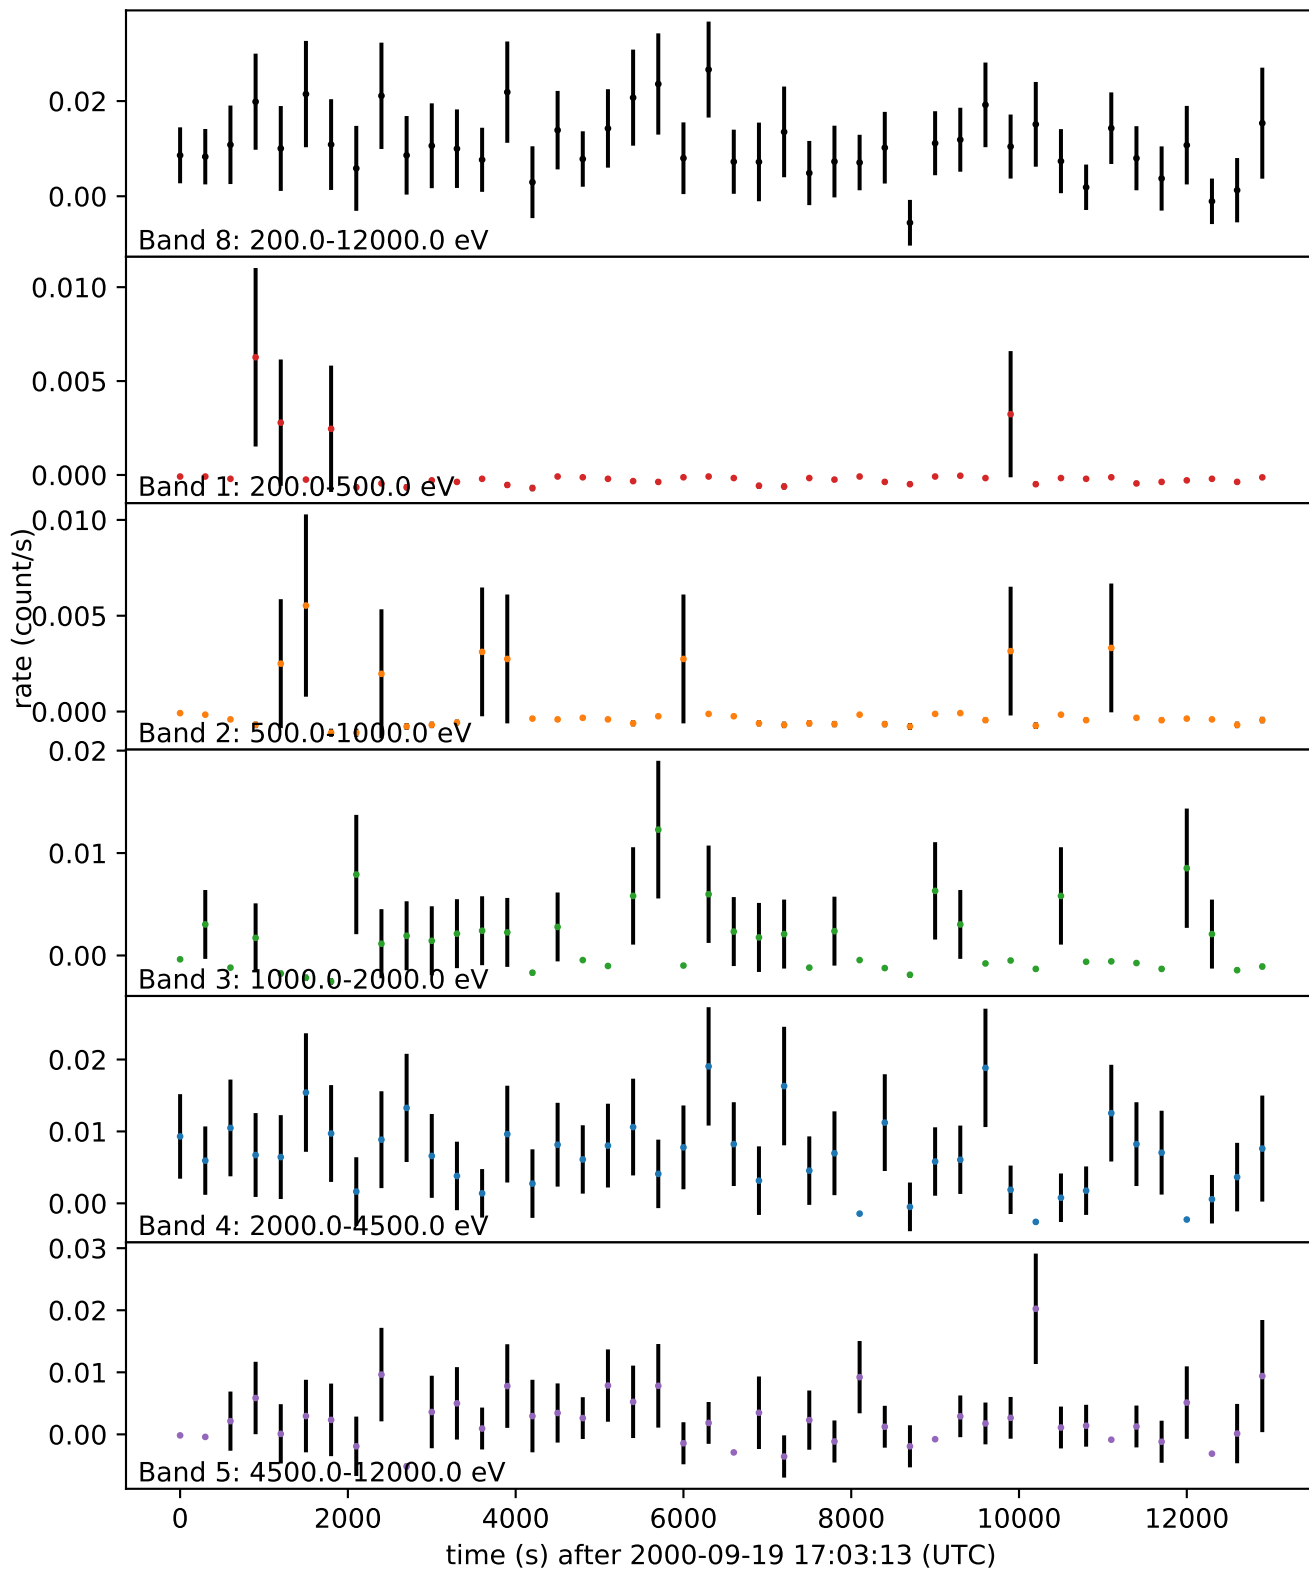 0.02
0.00
Band 8: 200.0-12000.0 eV
0.010
0.005
0.000
Band 1: 200.0-500.0 eV
0.010
0.005
0.000
Band 2: 500.0-1000.0 eV
rate (count/s)
0.02
0.01
0.00
Band 3: 1000.0-2000.0 eV
0.02
0.01
0.00
Band 4: 2000.0-4500.0 eV
0.03
0.02
0.01
0.00
Band 5: 4500.0-12000.0 eV
0 2000 4000 6000 8000 10000 12000
time (s) after 2000-09-19 17:03:13 (UTC)